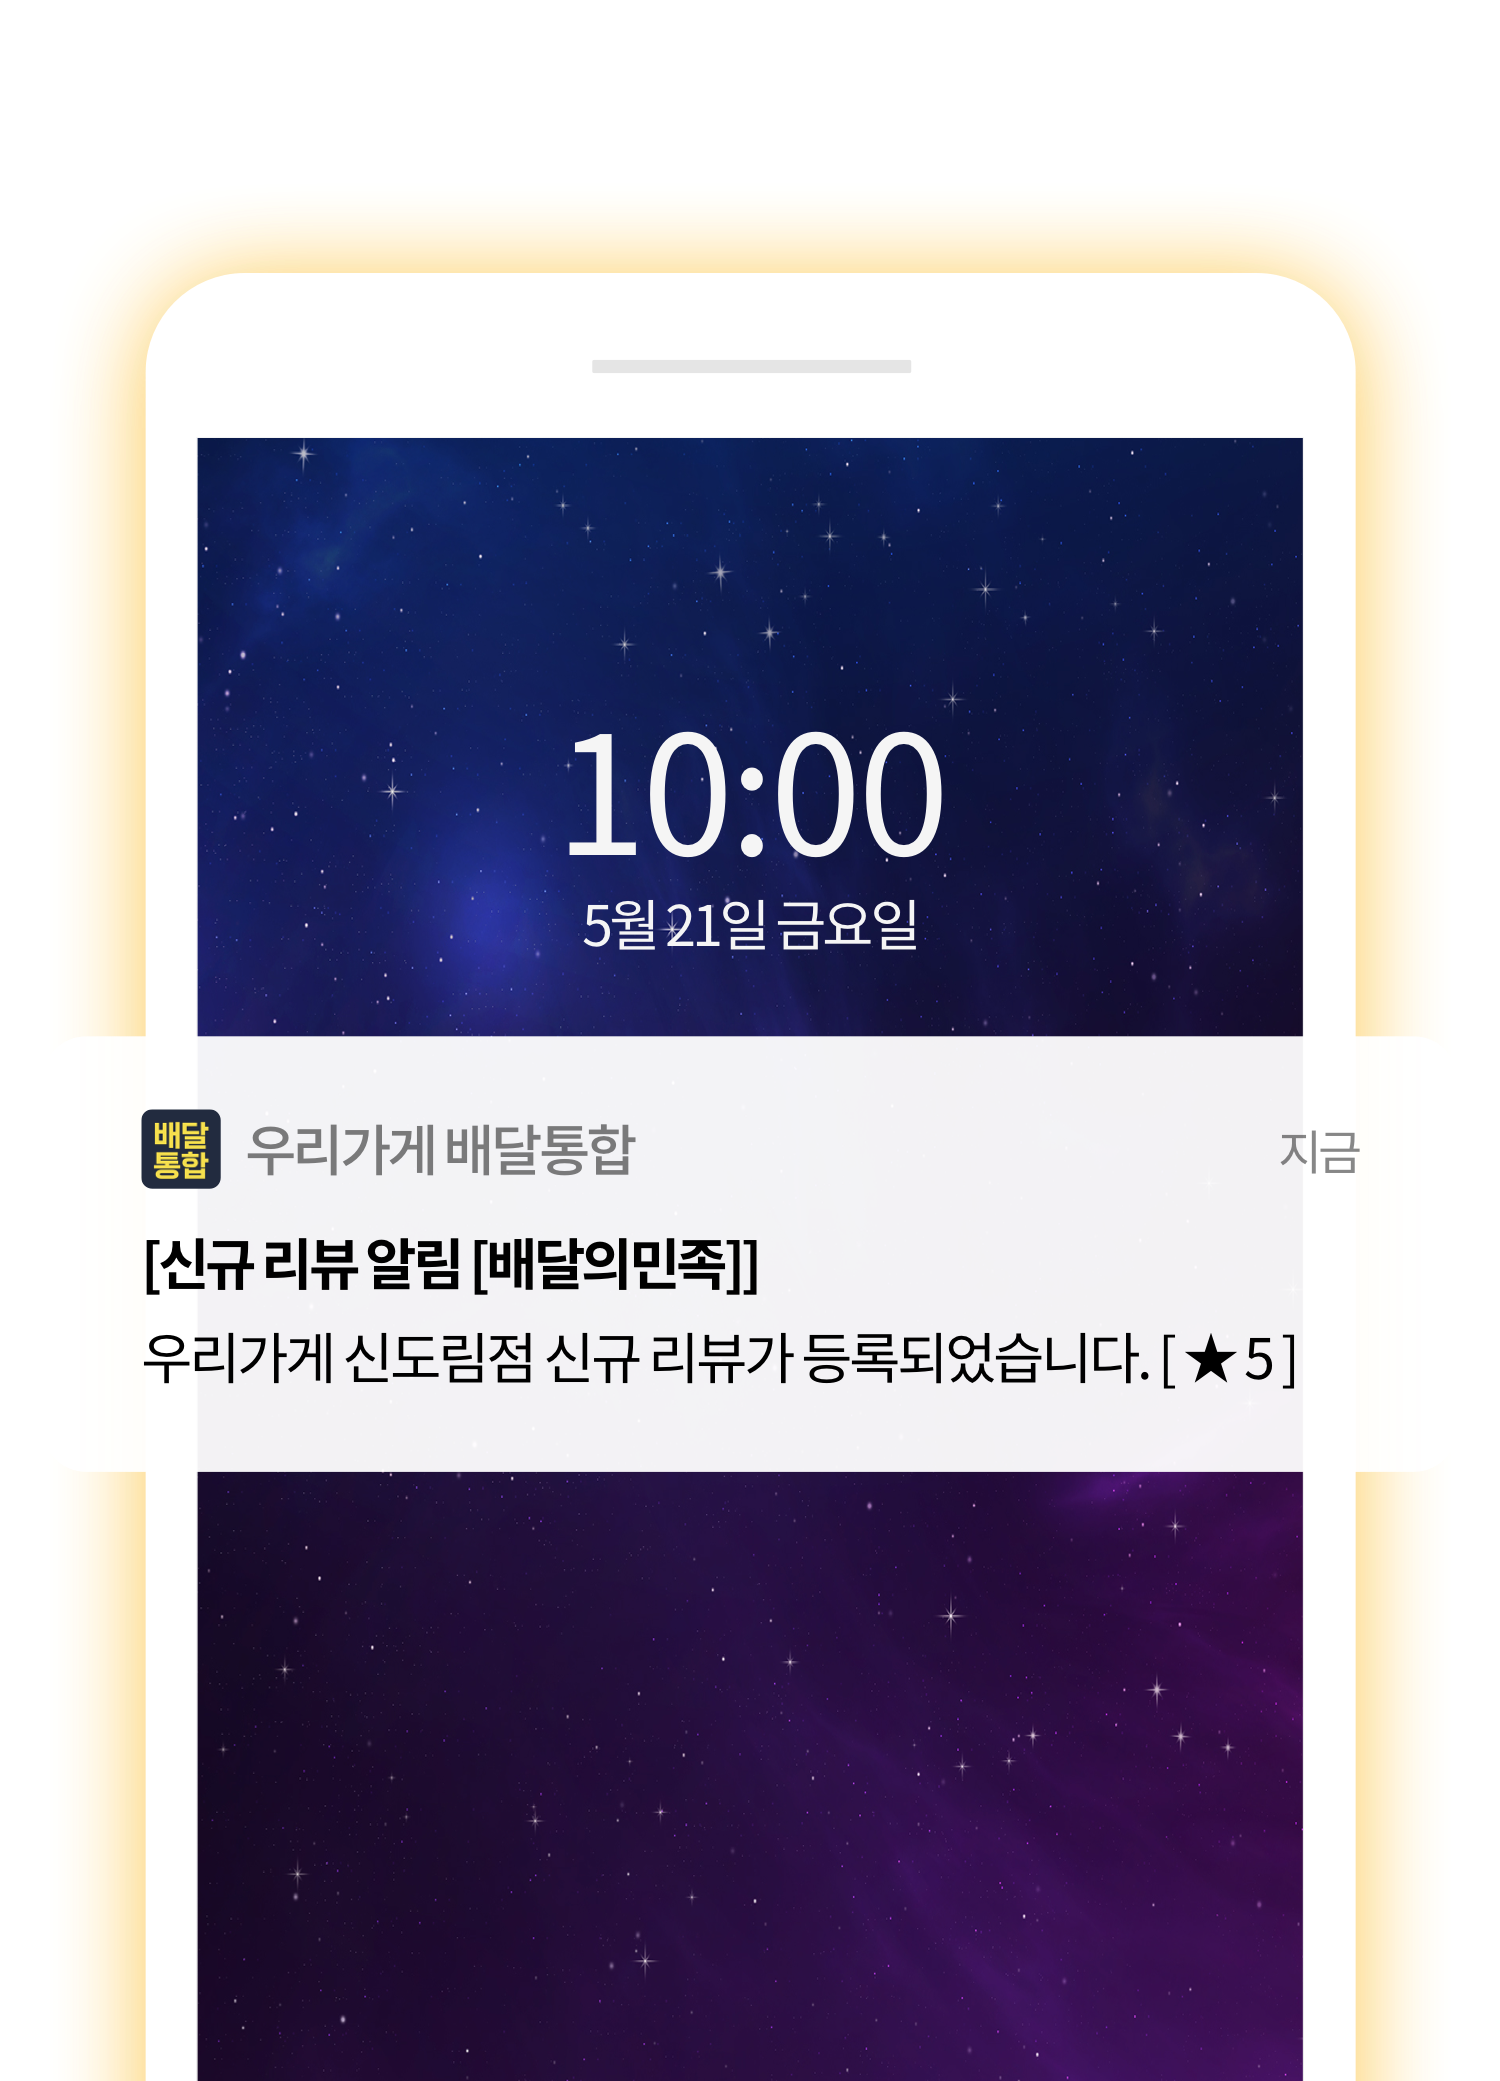 10:00
5월 21일 금요일
배달
통합
우리가게 배달통합
지금
[신규 리뷰 알림 [배달의민족]]
우리가게 신도림점 신규 리뷰가 등록되었습니다. [ ★ 5 ]